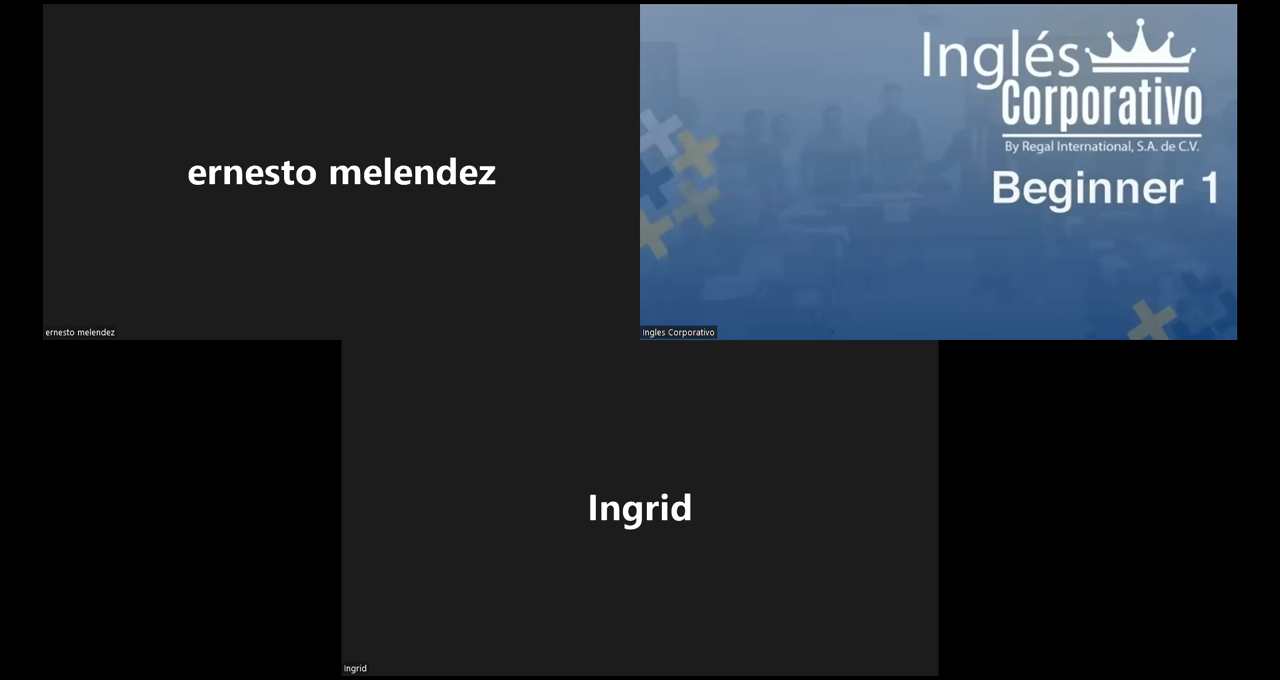 ernesto melendez
ernesto melendez
Inglés
Corporativo
By Regal International, S.A. de C.V.
Beginner 1
Ingles Corporativo
Ingrid
Ingrid